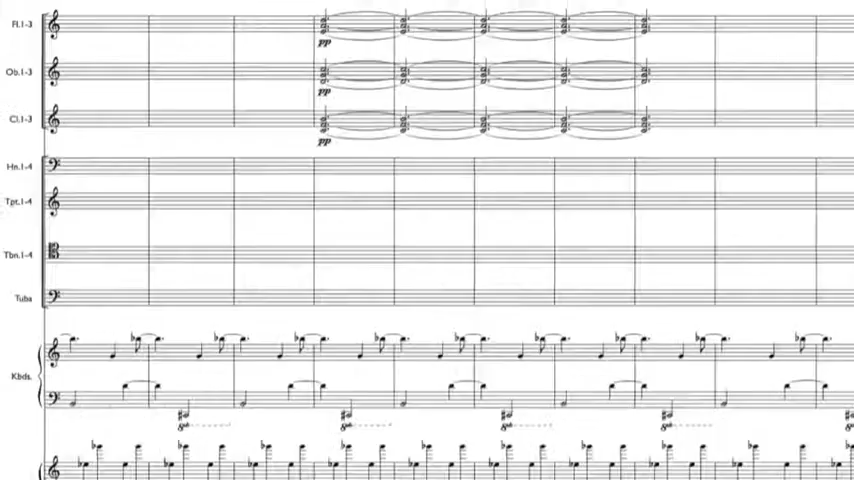 Fl.1-3
pp
Ob.1-3
pp
Cl.1-3
pp
Hn.1-4
Tpt.1-4
Tbn.1-4
Tuba
Kbds.
8vb 8vb 8vb 8vb 8vb